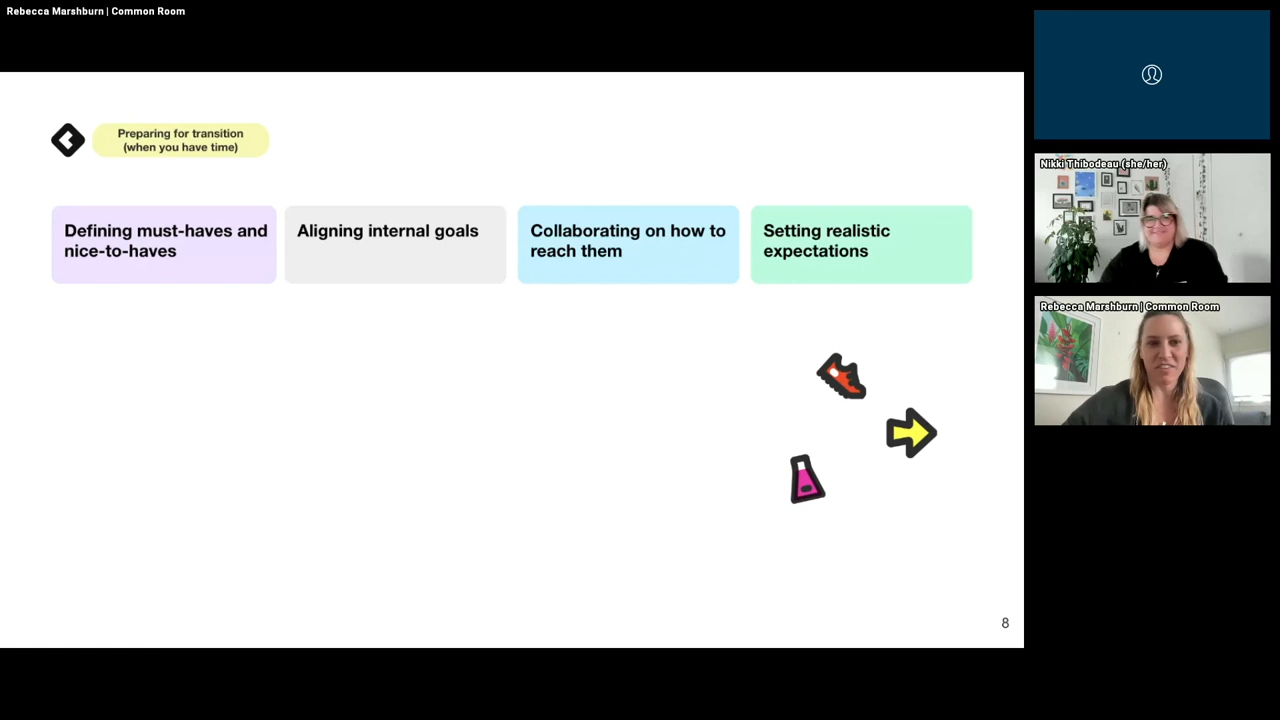 Rebecca Marshburn | Common Room
Preparing for transition
(when you have time)
Defining must-haves and
nice-to-haves
Aligning internal goals
Collaborating on how to
reach them
Setting realistic
expectations
8
Nikki Thibodeau (she/her)
Rebecca Marshburn | Common Room